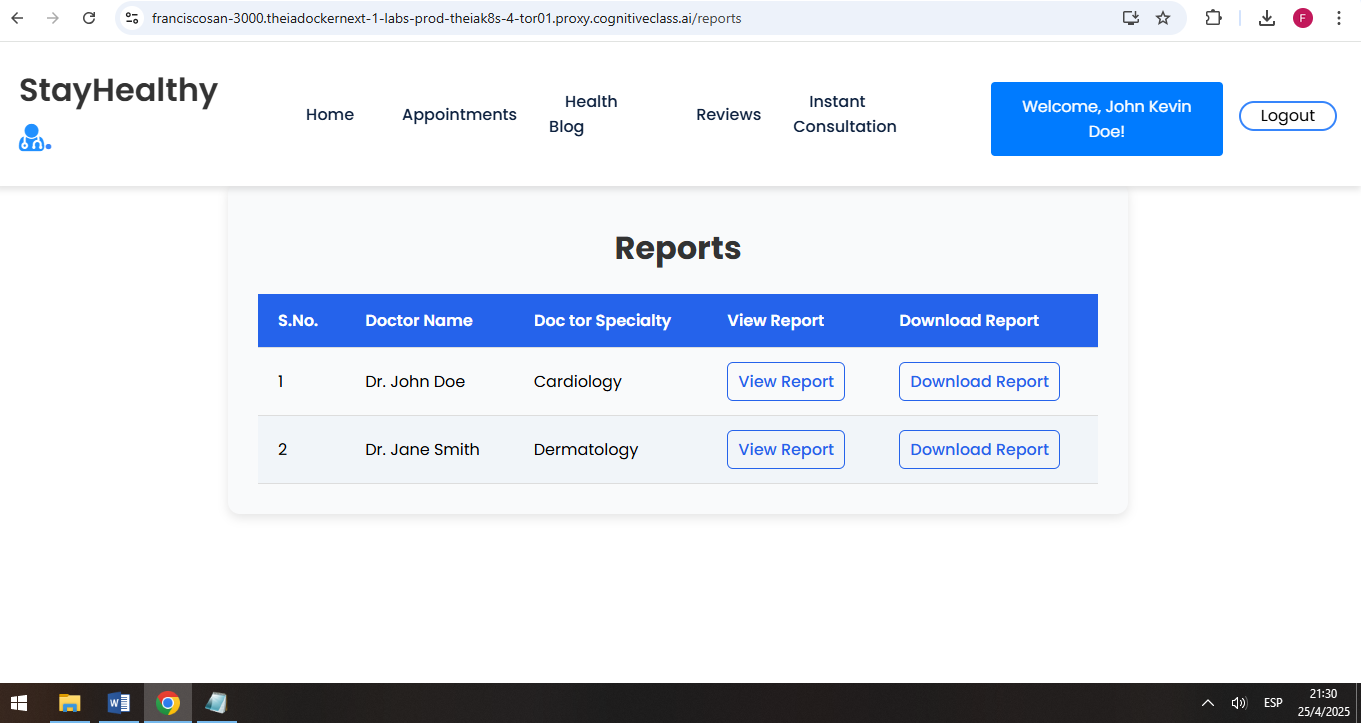 franciscosan-3000.theiadockernext-1-labs-prod-theiak8s-4-tor01.proxy.cognitiveclass.ai/reports
F
StayHealthy
Home
Appointments
Health
Blog
Reviews
Instant
Consultation
Welcome, John Kevin
Doe!
Logout
Reports
S.No. Doctor Name Doc tor Specialty View Report Download Report
1 Dr. John Doe Cardiology View Report Download Report
2 Dr. Jane Smith Dermatology View Report Download Report
W
ESP
21:30
25/4/2025